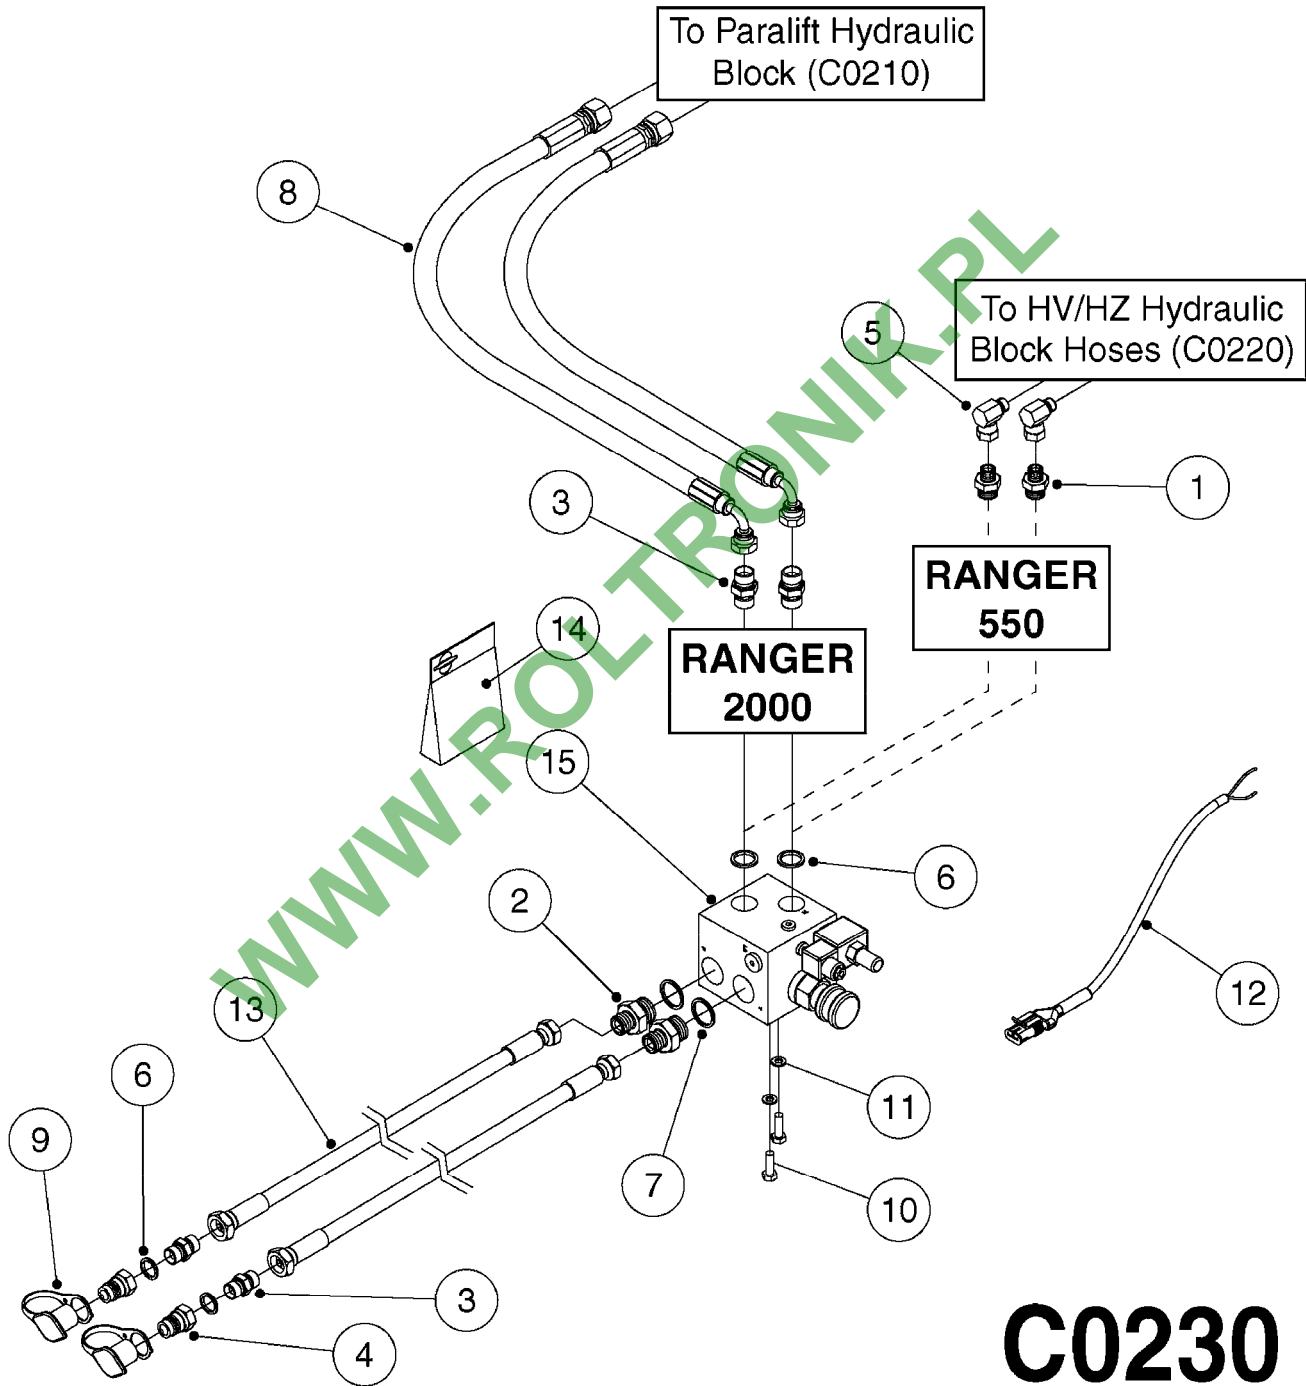 To Paralift Hydraulic
Block (C0210)
8
To HV/HZ Hydraulic
Block Hoses (C0220)
5
3
1
RANGER
550
14
RANGER
2000
15
6
2
12
13
6
11
9
7
10
3
4
C0230
WWW.ROLTRONIK.PL